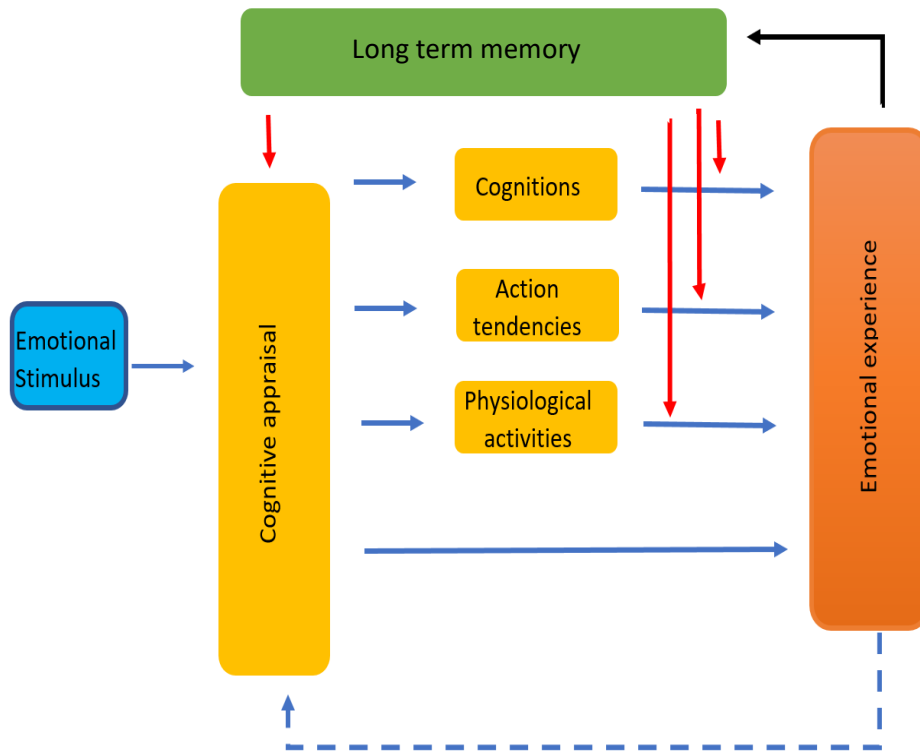 Long term memory
Cognitions
Action
tendencies
Emotional
Stimulus
Physiological
activities
Cognitive appraisal
Emotional experience